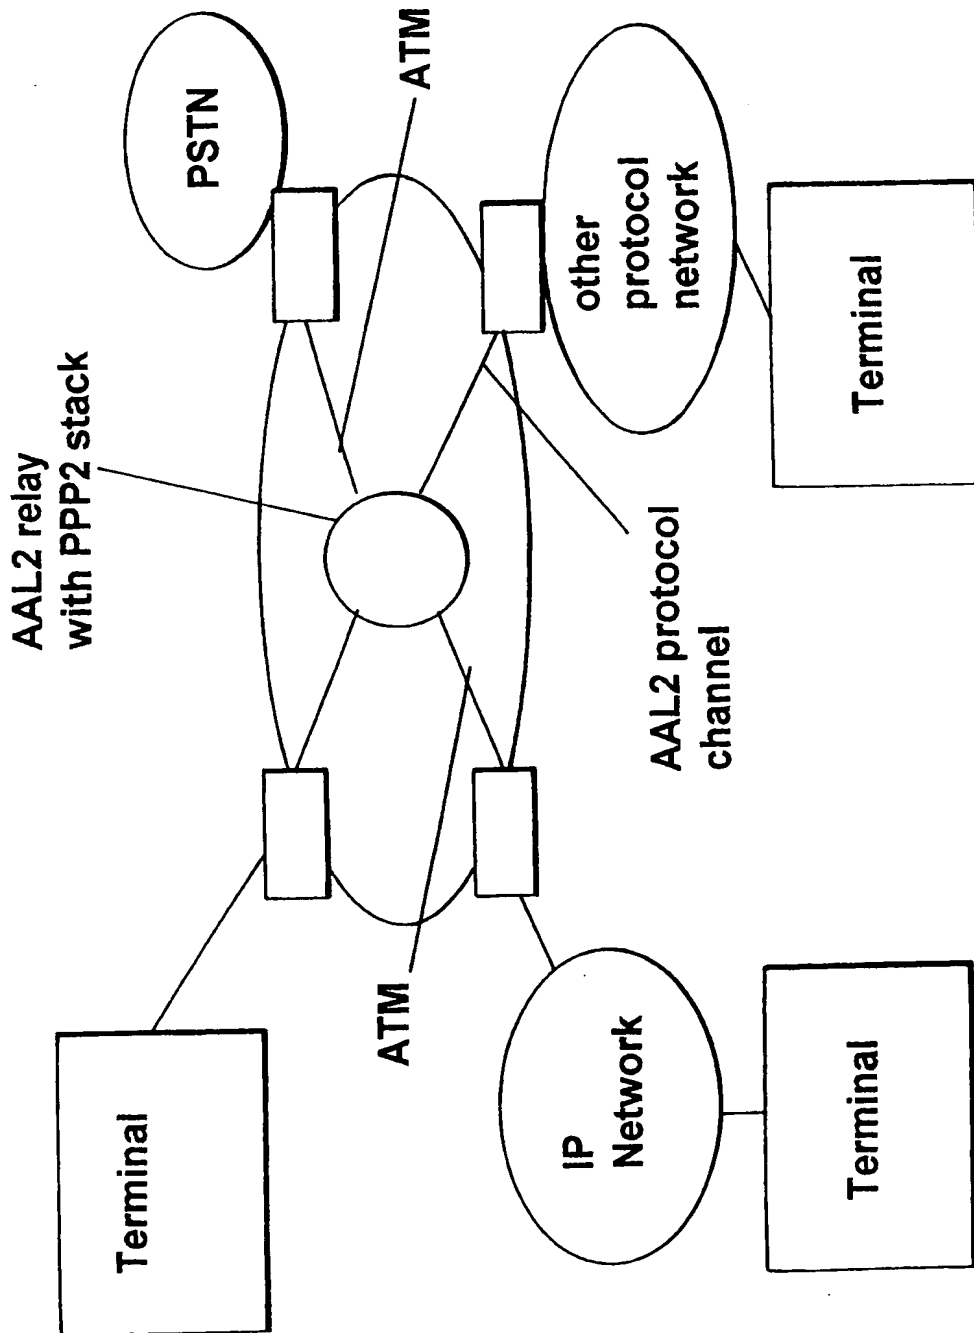 AAL2 relay
with PPP2 stack
PSTN
ATM
Terminal
ATM
AAL2 protocol
channel
other
protocol
network
IP
Network
Terminal
Terminal